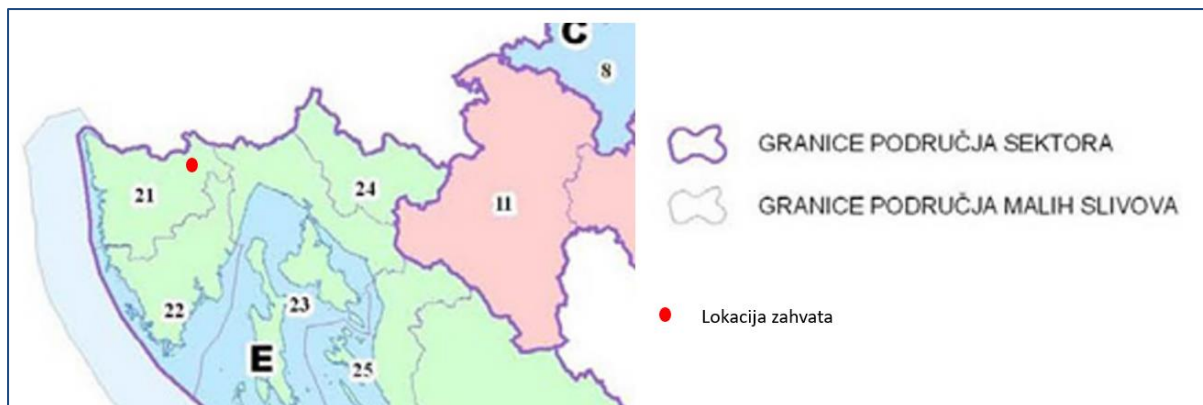 C
8
21
24
11
22
23
E
25
GRANICE PODRUČJA SEKTORA
GRANICE PODRUČJA MALIH SLIVOVA
Lokacija zahvata